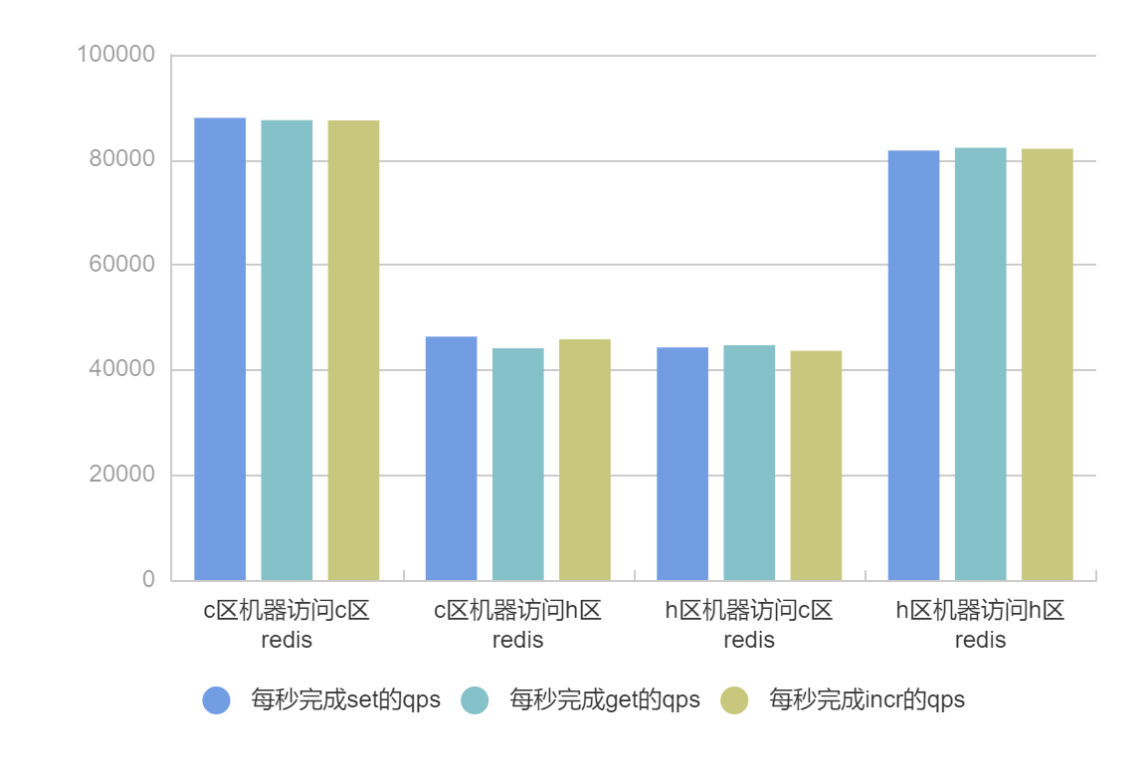 100000
80000
60000
40000
20000
0
c区机器访问c区
redis
c区机器访问h区
redis
h区机器访问c区
redis
h区机器访问h区
redis
每秒完成set的qps
每秒完成get的qps
每秒完成incr的qps